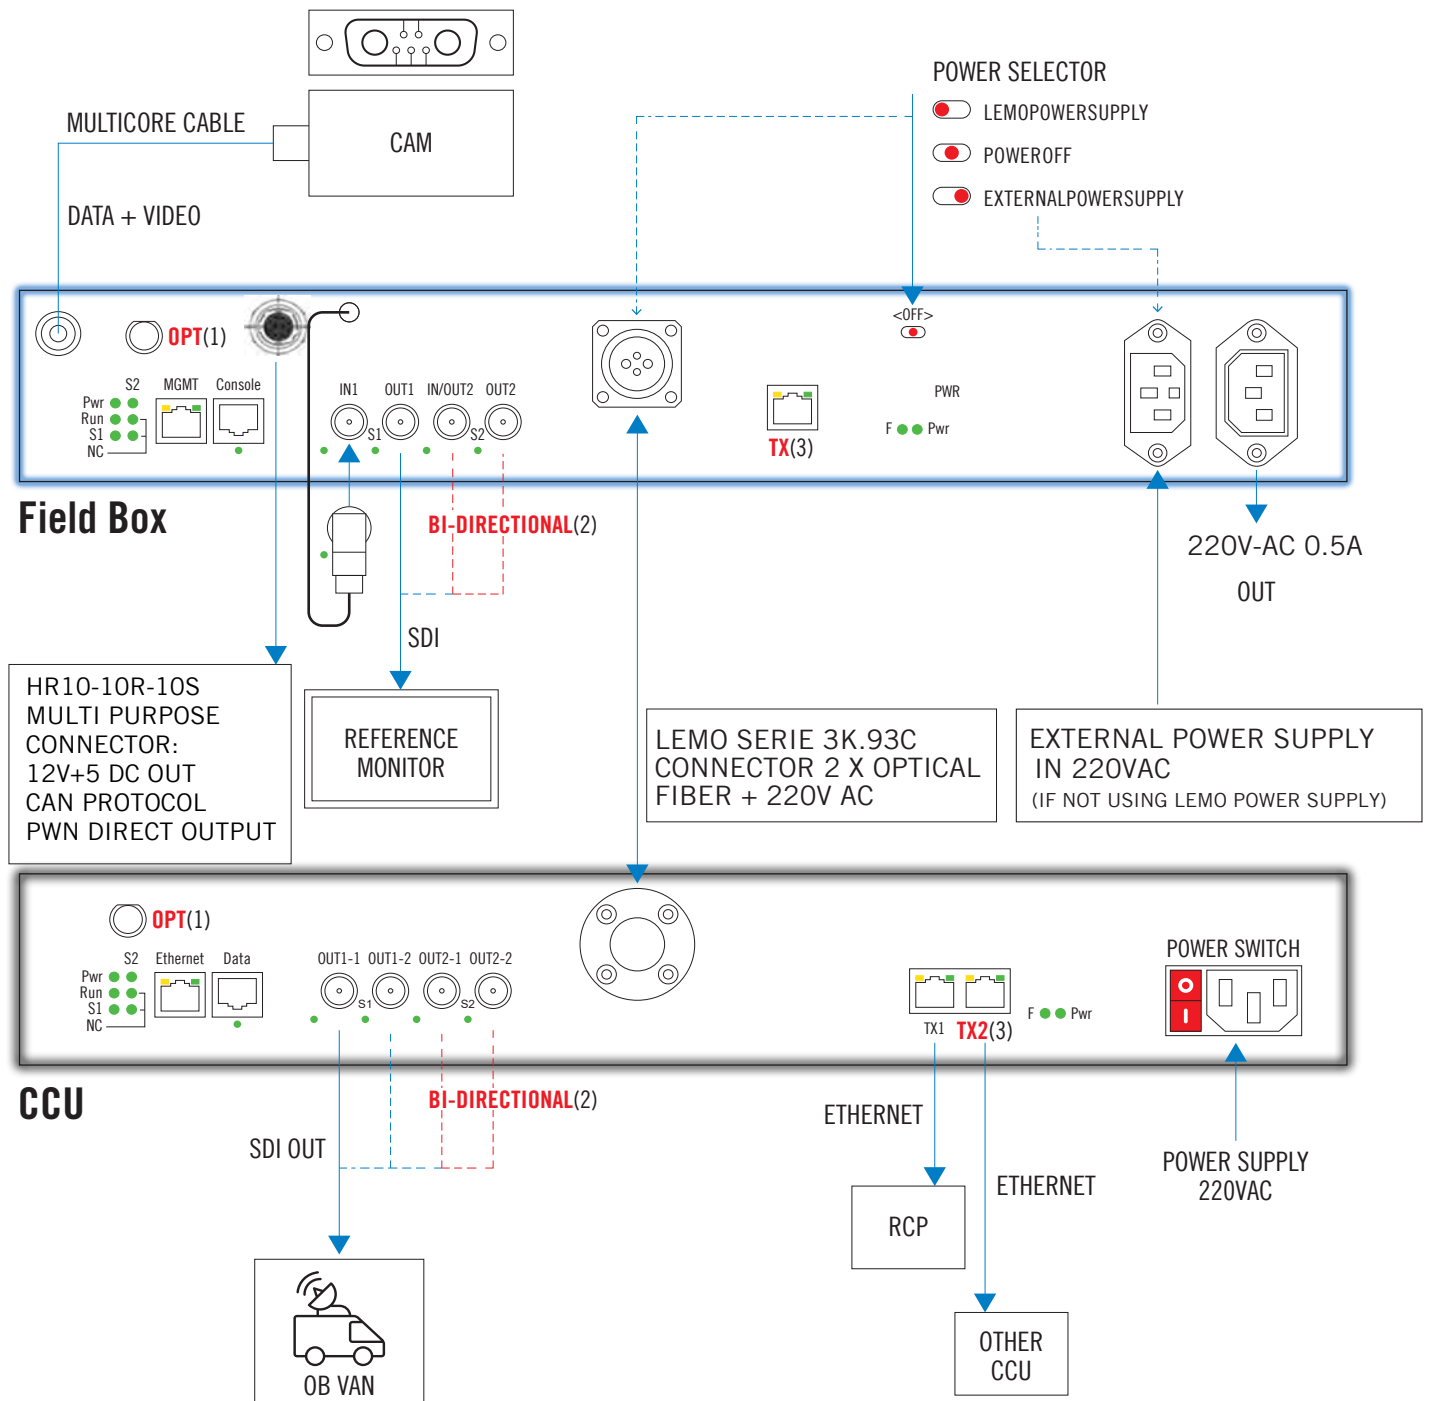 POWER SELECTOR
LEMOPOWERSUPPLY
POWEROFF
EXTERNALPOWERSUPPLY
MULTICORE CABLE
CAM
DATA + VIDEO
<OFF>
OPT(1)
S2 MGMT Console
Pwr
Run
S1
NC
IN1 OUT1 IN/OUT2 OUT2
S1 S2
TX(3)
PWR
F Pwr
Field Box
BI-DIRECTIONAL(2)
220V-AC 0.5A
OUT
SDI
HR10-10R-10S
MULTI PURPOSE
CONNECTOR:
12V+5 DC OUT
CAN PROTOCOL
PWN DIRECT OUTPUT
REFERENCE
MONITOR
LEMO SERIE 3K.93C
CONNECTOR 2 X OPTICAL
FIBER + 220V AC
EXTERNAL POWER SUPPLY
IN 220VAC
(IF NOT USING LEMO POWER SUPPLY)
OPT(1)
S2 Ethernet Data
Pwr
Run
S1
NC
OUT1-1 OUT1-2 OUT2-1 OUT2-2
S1 S2
TX1 TX2(3)
F Pwr
POWER SWITCH
O
I
CCU
BI-DIRECTIONAL(2)
SDI OUT
ETHERNET
ETHERNET
POWER SUPPLY
220VAC
RCP
OTHER
CCU
OB VAN